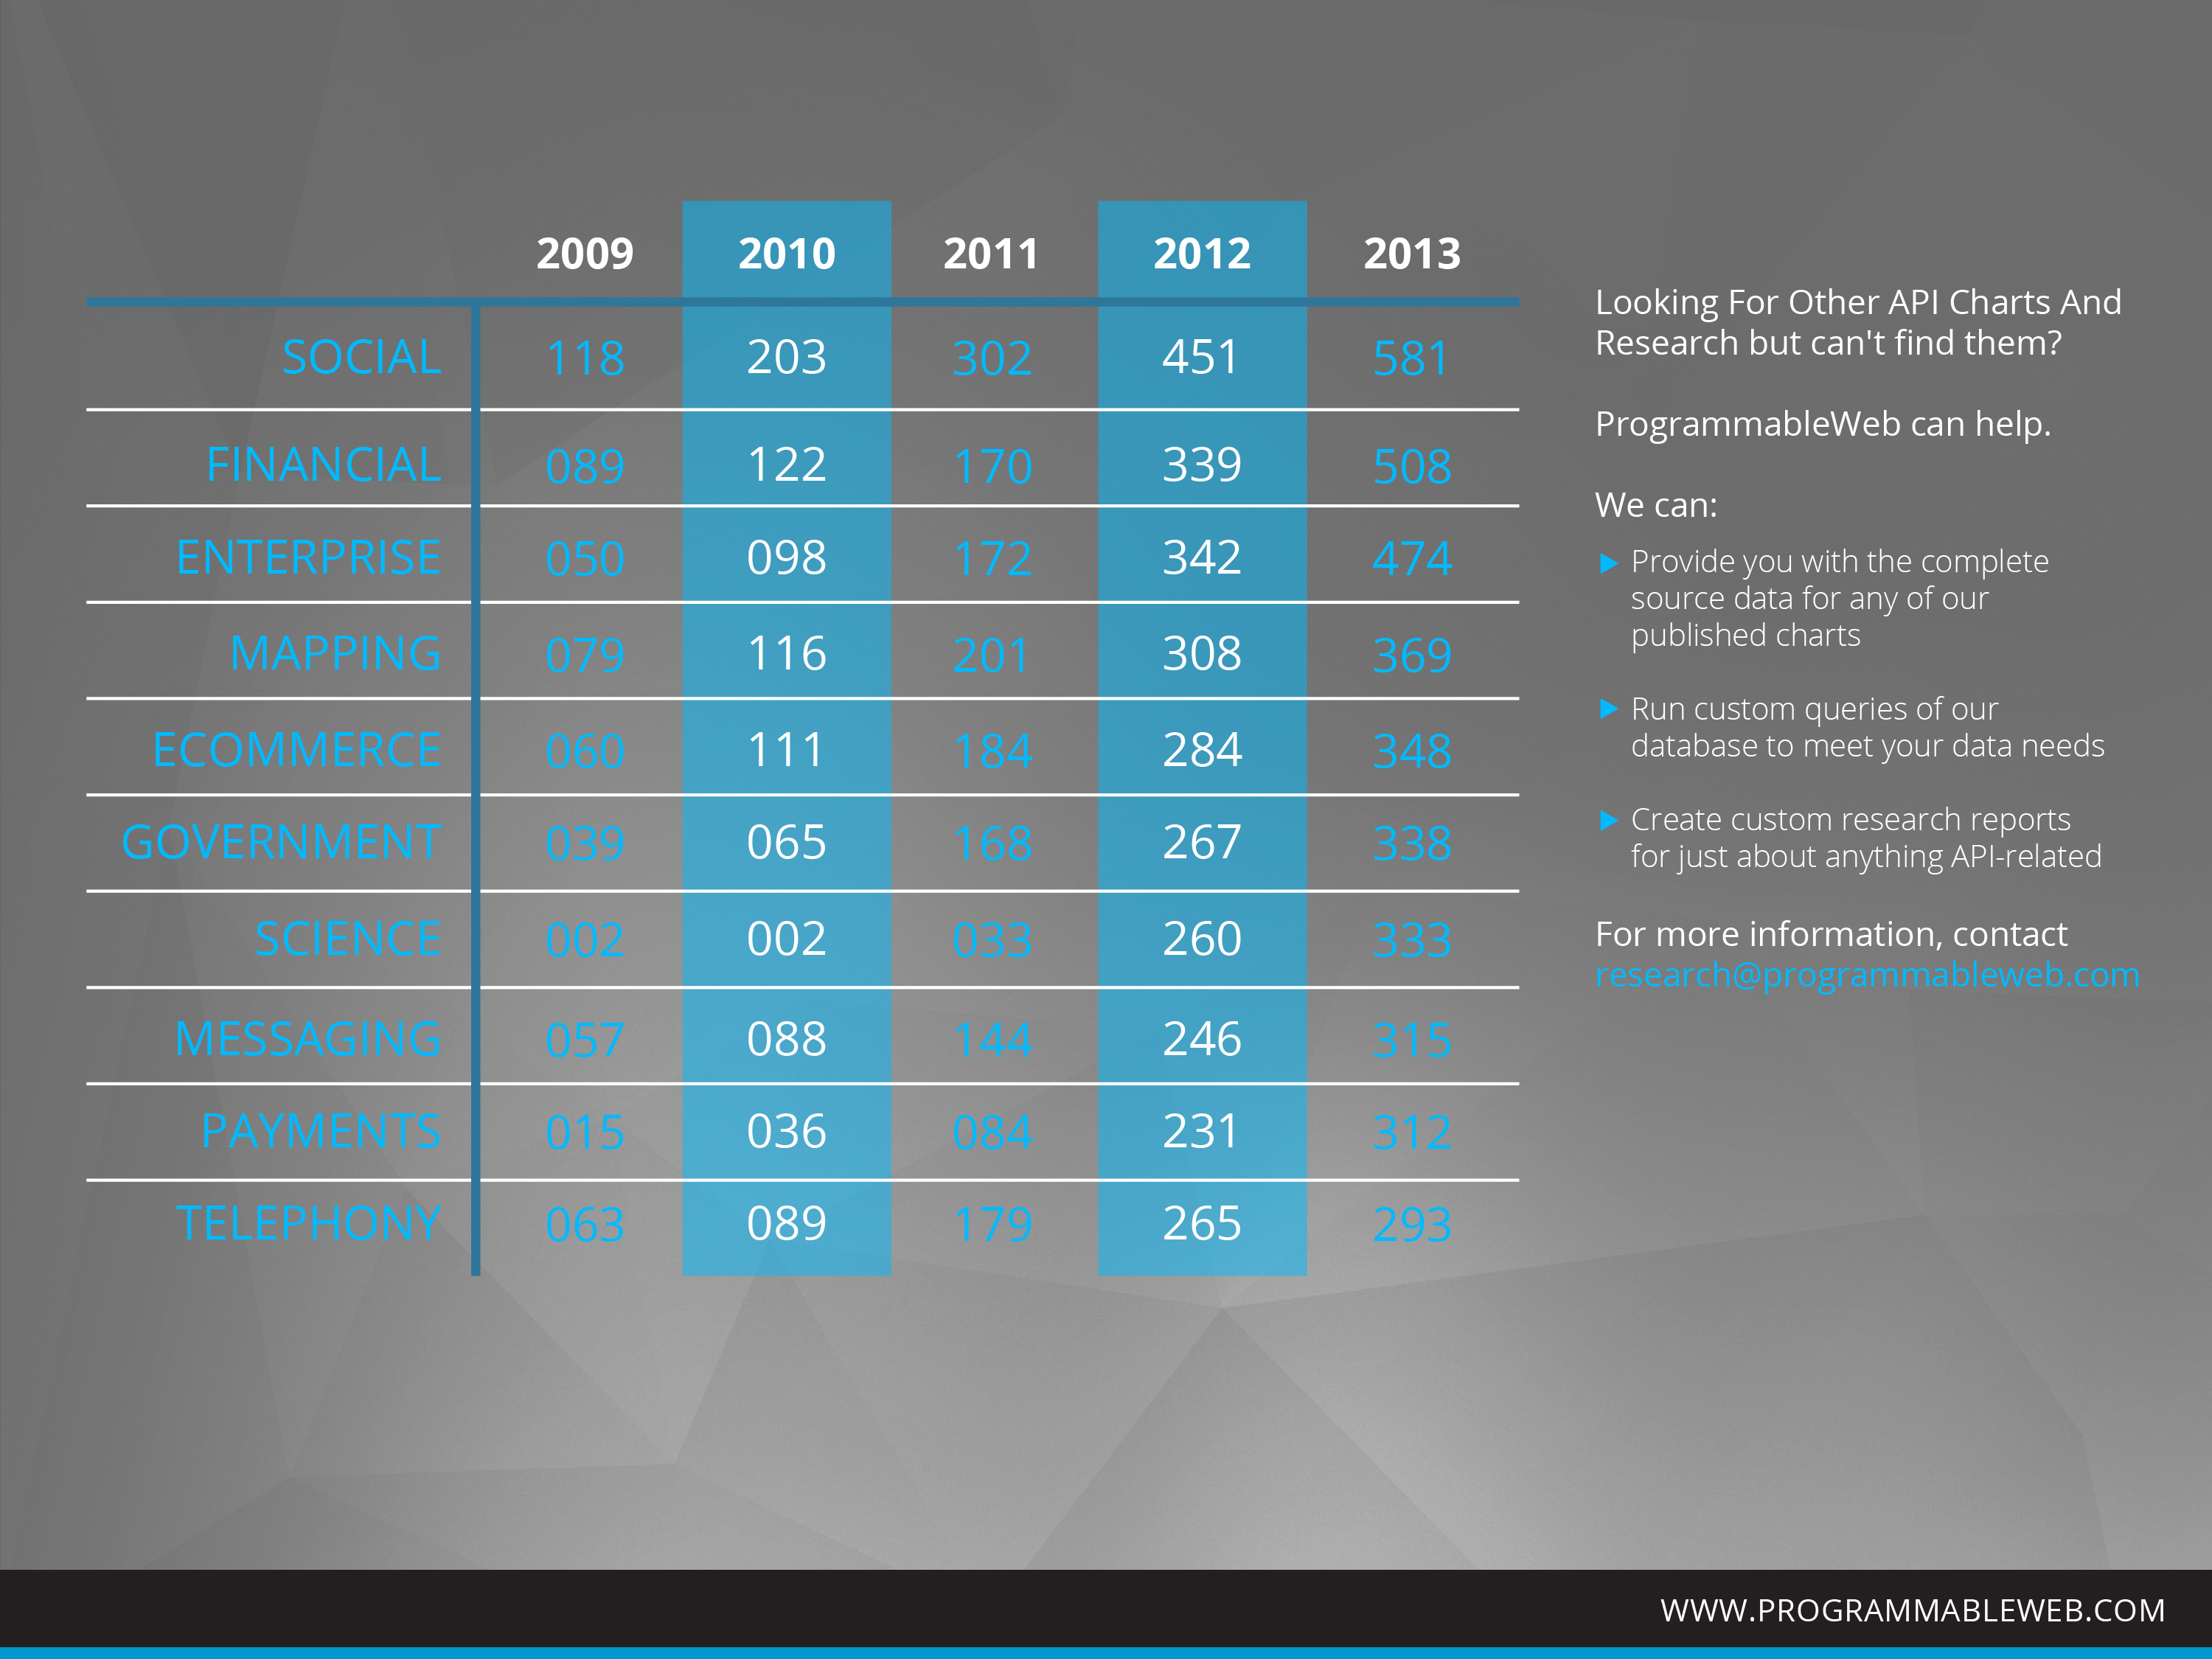 2009 2010 2011 2012 2013
SOCIAL 118 203 302 451 581
FINANCIAL 089 122 170 339 508
ENTERPRISE 050 098 172 342 474
MAPPING 079 116 201 308 369
ECOMMERCE 060 111 184 284 348
GOVERNMENT 039 065 168 267 338
SCIENCE 002 002 033 260 333
MESSAGING 057 088 144 246 315
PAYMENTS 015 036 084 231 312
TELEPHONY 063 089 179 265 293
Looking For Other API Charts And
Research but can't find them?
ProgrammableWeb can help.
We can:
Provide you with the complete
source data for any of our
published charts
Run custom queries of our
database to meet your data needs
Create custom research reports
for just about anything API-related
For more information, contact
research@programmableweb.com
WWW.PROGRAMMABLEWEB.COM